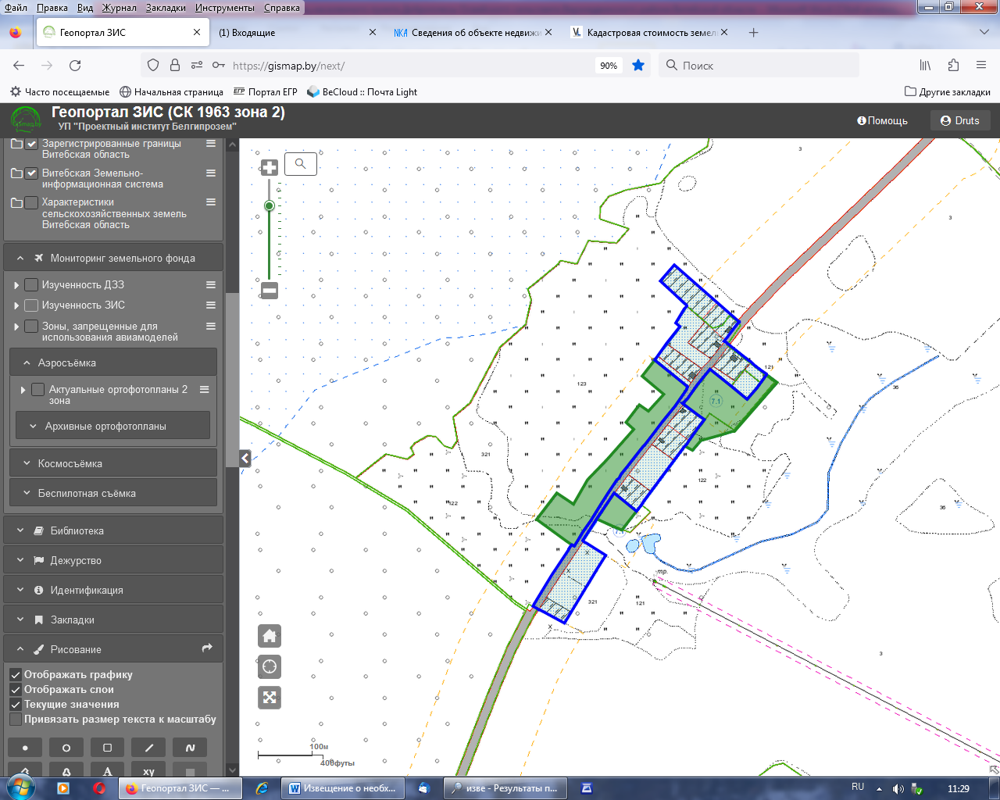 Файл Правка Вид Журнал Закладки Инструменты Справка
Геопортал ЗИС
(1) Входящие
NKA Сведения об объекте недвижи
VL Кадастровая стоимость земел
https://gismap.by/next/
90%
Поиск
Часто посещаемые
Начальная страница
ЕГР Портал ЕГР
BeCloud :: Почта Light
Другие закладки
Геопортал ЗИС (СК 1963 зона 2)
УП "Проектный институт Белгипрозем"
Помощь
Druts
Зарегистрированные границы
Витебская область
Витебская Земельно-
информационная система
Характеристики
сельскохозяйственных земель
Витебская область
Мониторинг земельного фонда
Изученность ДЗЗ
Изученность ЗИС
Зоны, запрещенные для
использования авиамоделей
Аэросъёмка
Актуальные ортофотопланы 2
зона
Архивные ортофотопланы
Космосъёмка
Беспилотная съёмка
Библиотека
Дежурство
Идентификация
Закладки
Рисование
Отображать графику
Отображать слои
Текущие значения
Привязать размер текста к масштабу
A
xy
3
3
123
121
36
7.1
321
122
122
36
7.1
тр.
321
121
3
100м
400футы
Геопортал ЗИС — ...
Извещение о необх...
изве - Результаты п...
RU
11:29